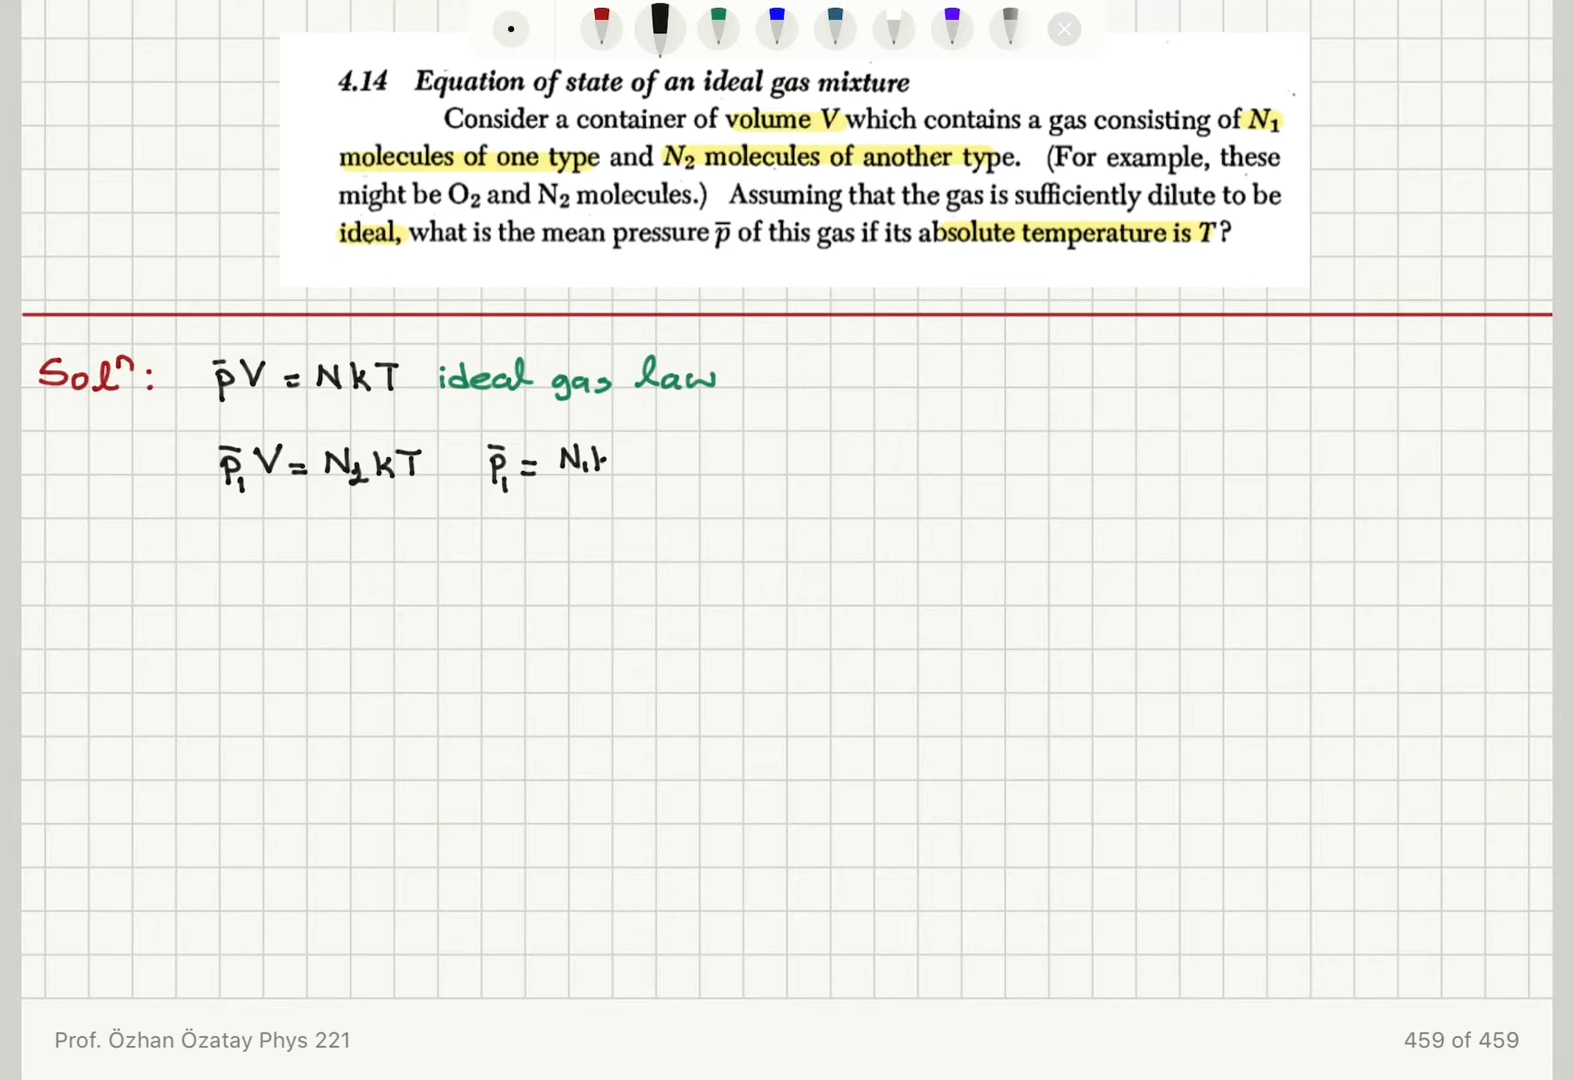 4.14 Equation of state of an ideal gas mixture
Consider a container of volume V which contains a gas consisting of N₁
molecules of one type and N₂ molecules of another type. (For example, these
might be O₂ and N₂ molecules.) Assuming that the gas is sufficiently dilute to be
ideal, what is the mean pressure p̄ of this gas if its absolute temperature is T?
Solⁿ: p̄V = NkT ideal gas law
p̄₁V = N₁kT p̄₁ = N₁
Prof. Özhan Özatay Phys 221
459 of 459